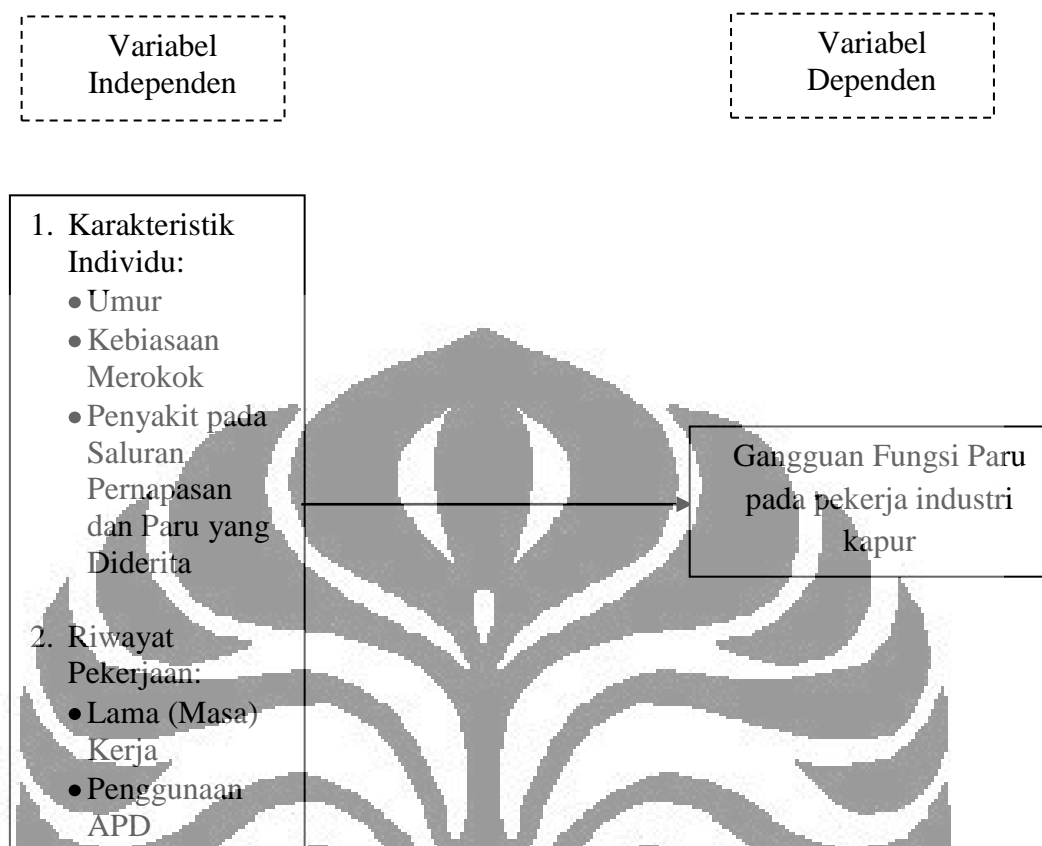 Variabel
Independen
Variabel
Dependen
1. Karakteristik
Individu:
• Umur
• Kebiasaan
Merokok
• Penyakit pada
Saluran
Pernapasan
dan Paru yang
Diderita
2. Riwayat
Pekerjaan:
• Lama (Masa)
Kerja
• Penggunaan
APD
Gangguan Fungsi Paru
pada pekerja industri
kapur